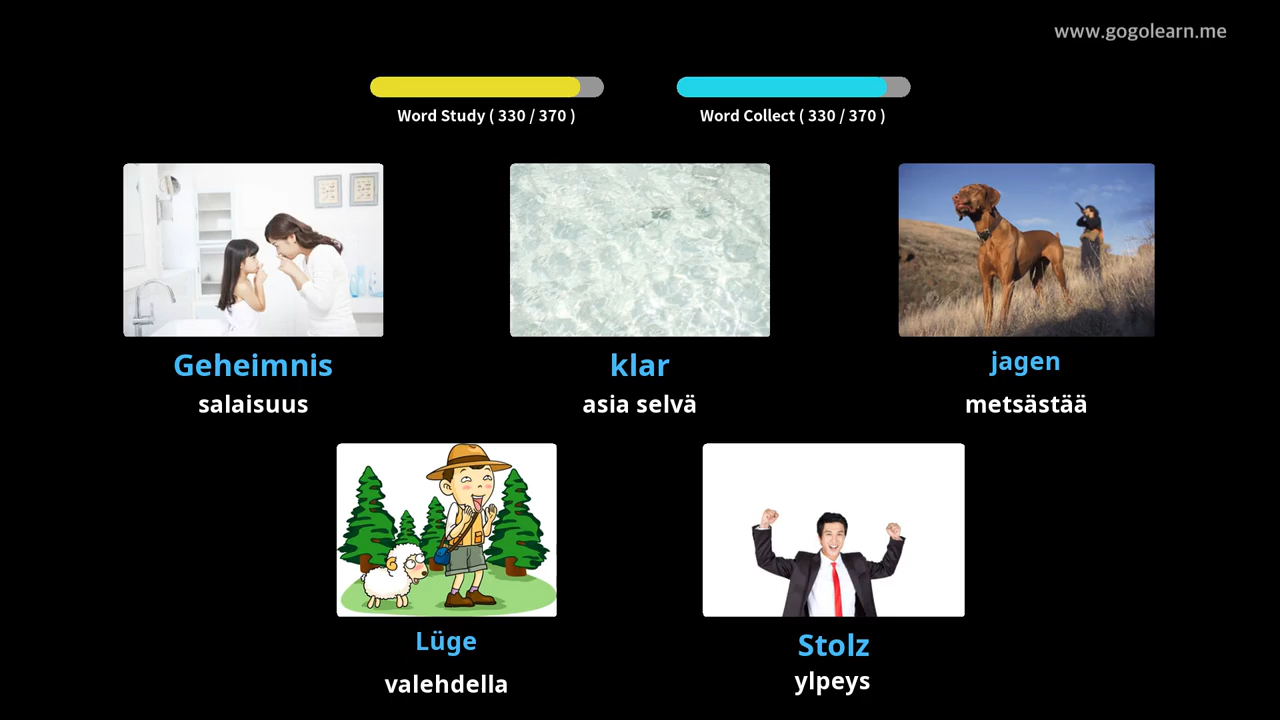 www.gogolearn.me
Word Study ( 330 / 370 )
Word Collect ( 330 / 370 )
Geheimnis
salaisuus
klar
asia selvä
jagen
metsästää
Lüge
valehdella
Stolz
ylpeys